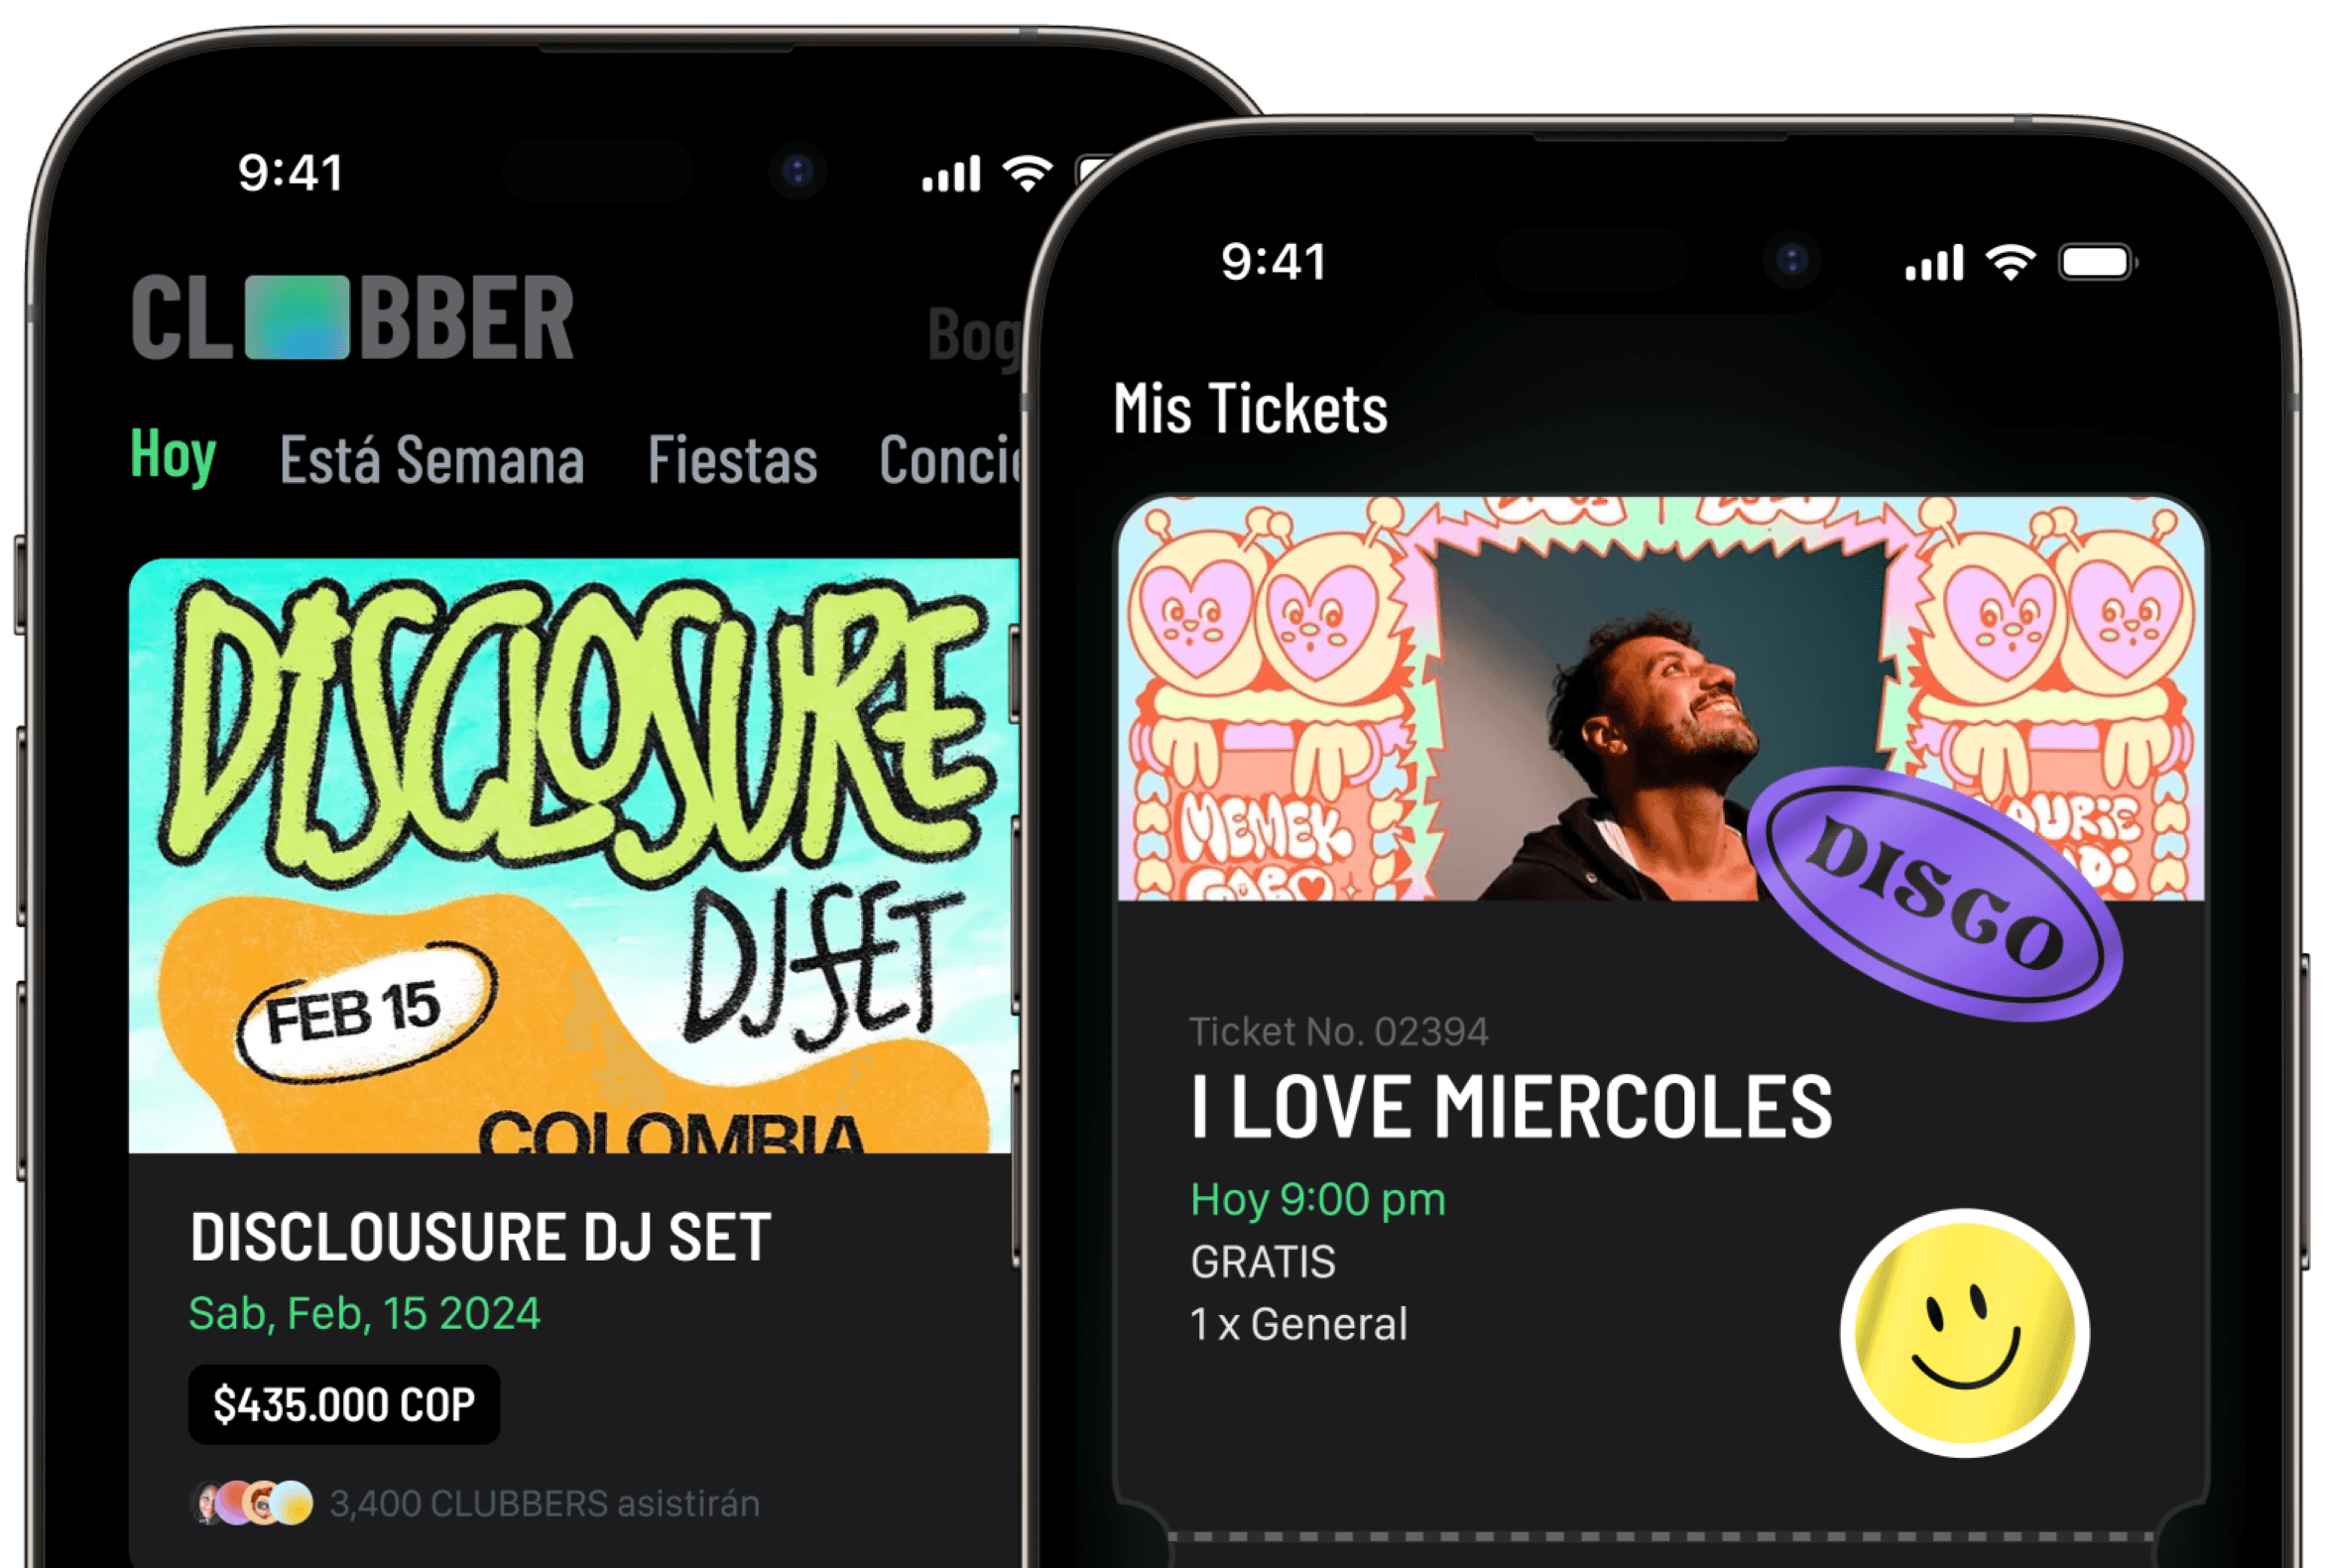 9:41
CL BBER
Bog
Hoy Está Semana Fiestas Concie
DISCLOSURE
DJ SET
FEB 15
COLOMBIA
DISCLOUSURE DJ SET
Sab, Feb, 15 2024
$435.000 COP
3,400 CLUBBERS asistirán
9:41
Mis Tickets
MEMEK
GABO
DISCO
Ticket No. 02394
I LOVE MIERCOLES
Hoy 9:00 pm
GRATIS
1 x General